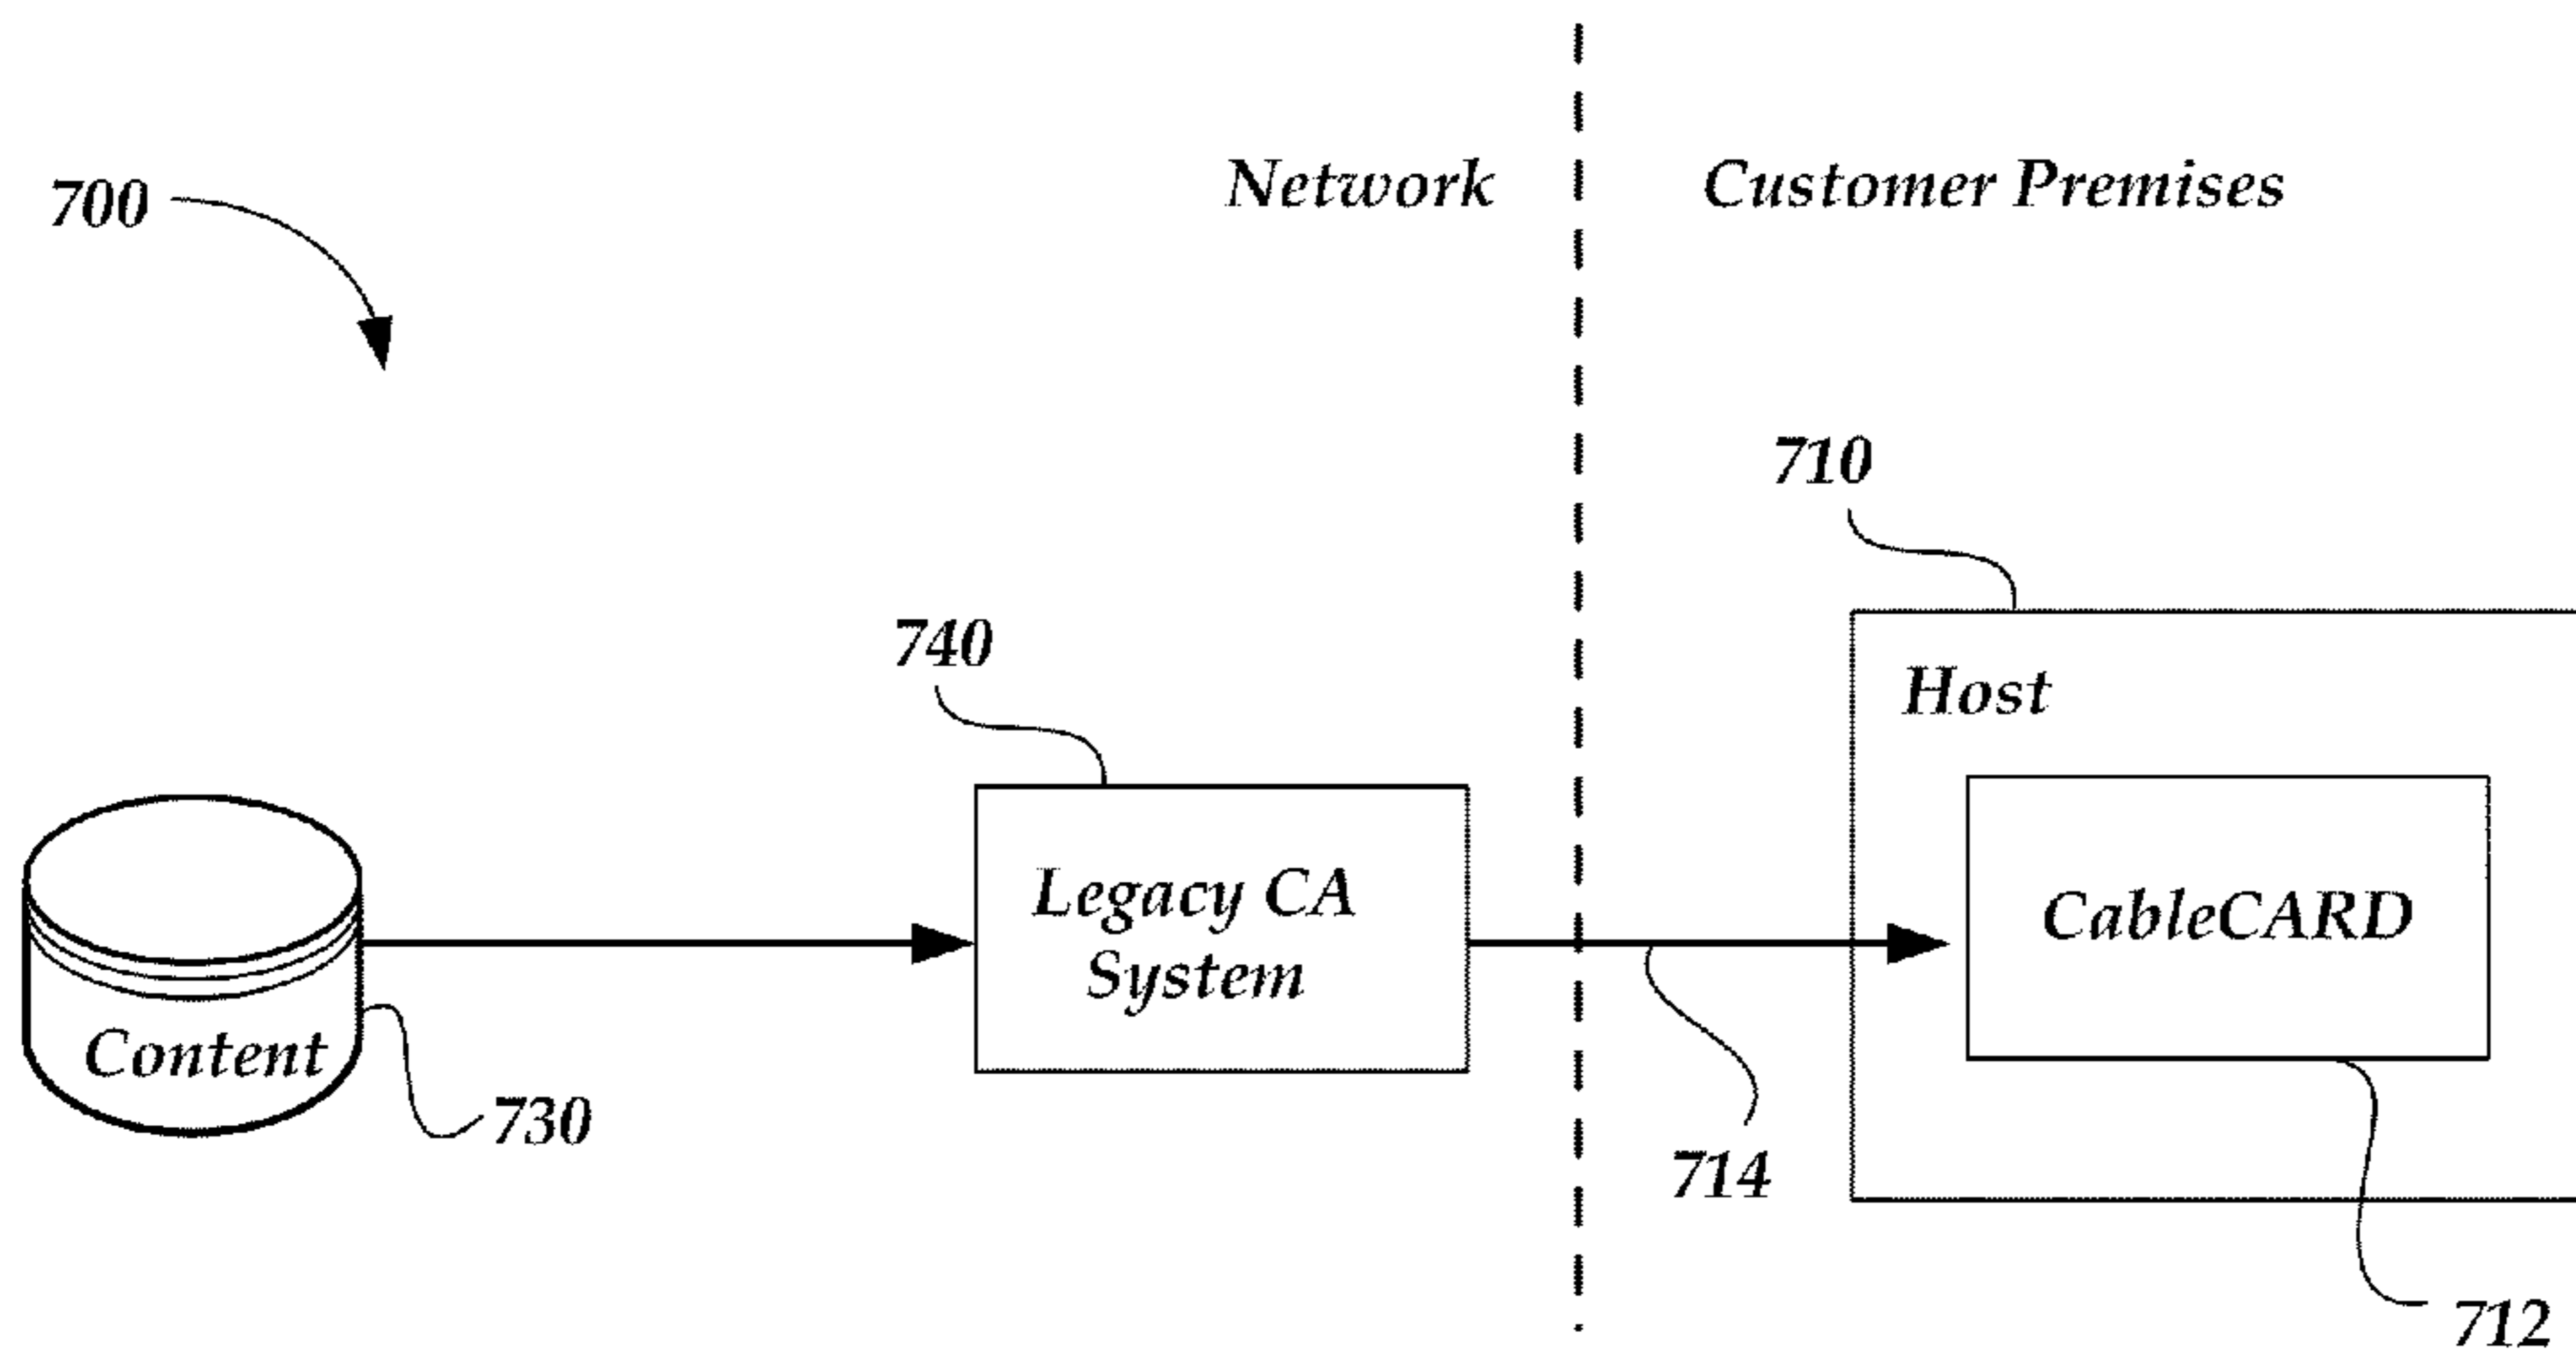 700
Network
Customer Premises
710
740
Host
Legacy CA
System
CableCARD
Content
730
714
712